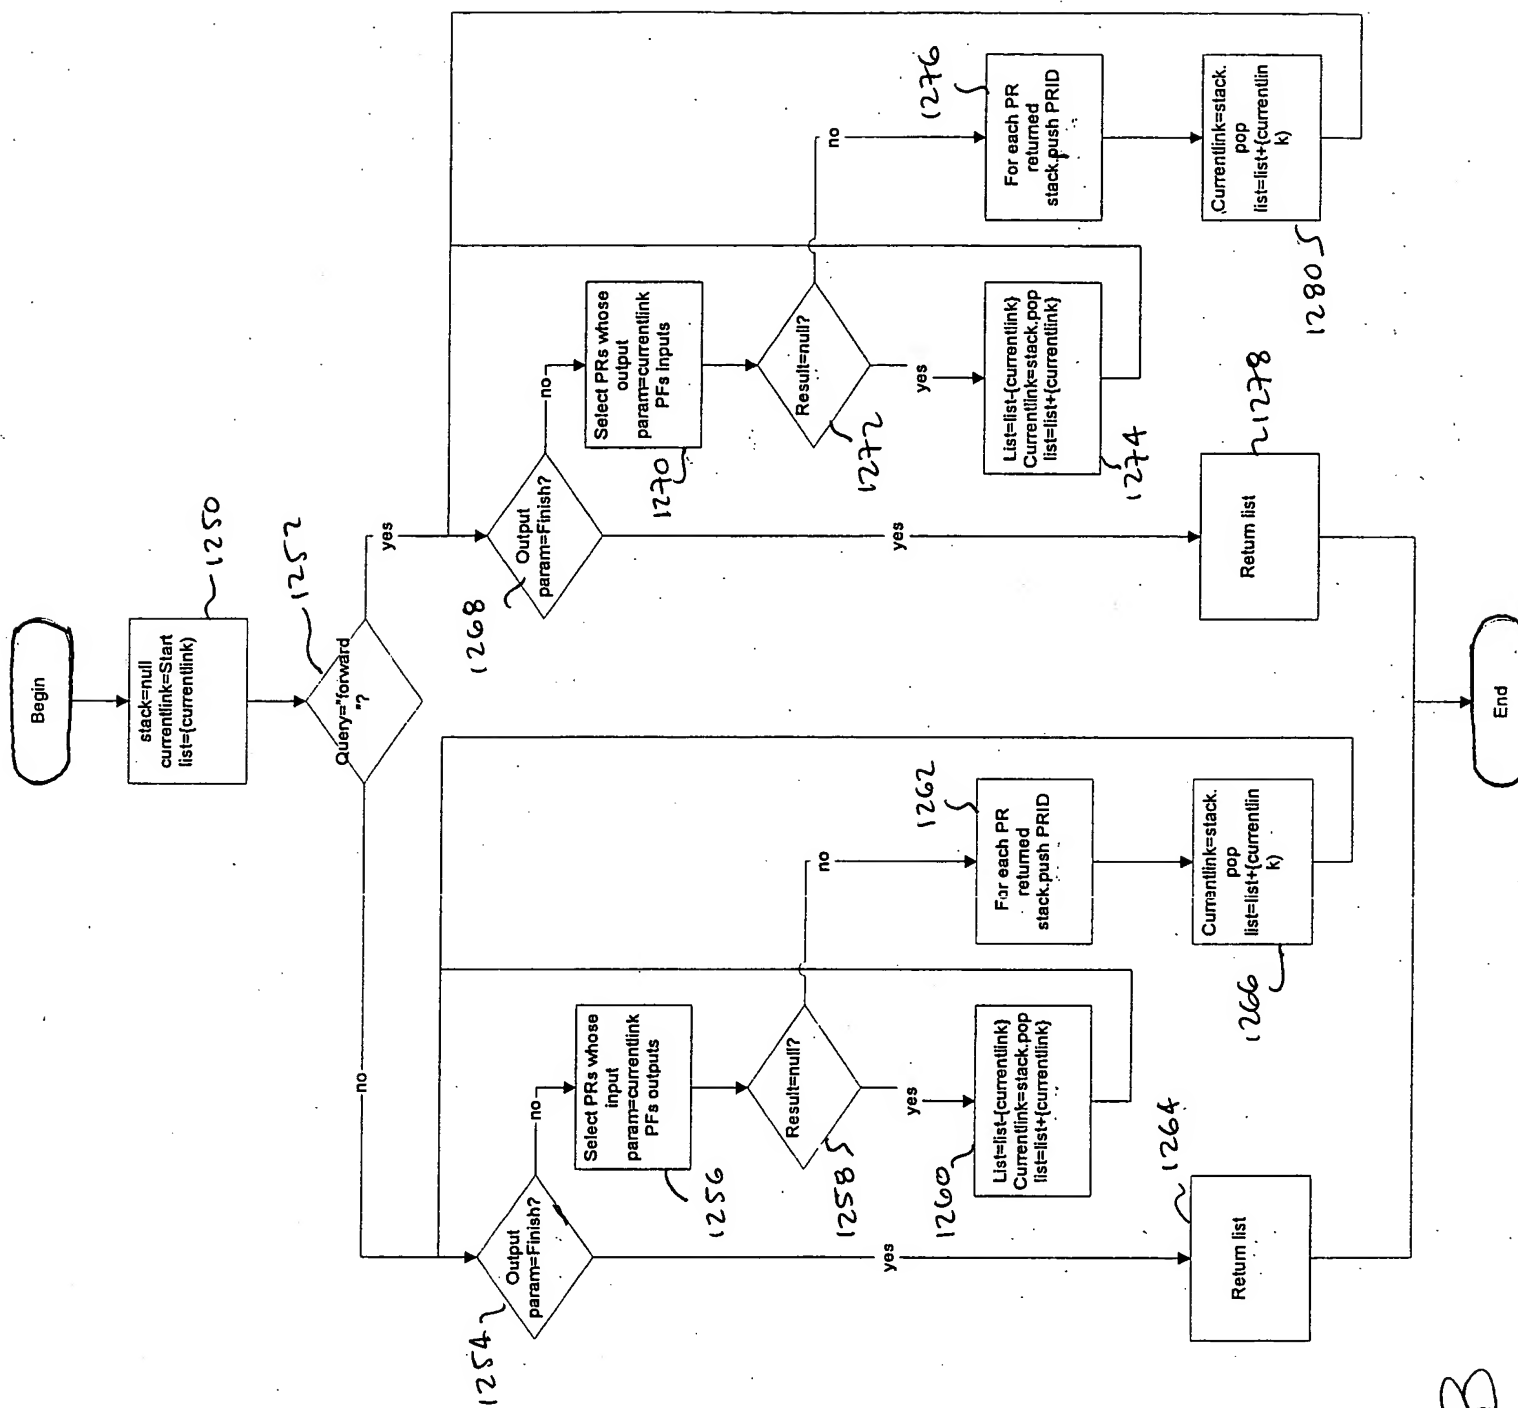 Begin
stack=null
currentlink=Start
list={currentlink)
1250
Query="forward
"?
1252
no
yes
Output
param=Finish?
1254
no
yes
Select PRs whose
input
param=currentlink
PFs outputs
1256
Result=null?
1258
no
yes
List=list-{currentlink}
Currentlink=stack.pop
list=list+{currentlink}
1260
For each PR
returned
stack.push PRID
1262
Currentlink=stack.
pop
list=list+{currentlin
k)
1266
Return list
1264
Output
param=Finish?
1268
no
yes
Select PRs whose
output
param=currentlink
PFs Inputs
1270
Result=null?
1272
no
yes
List=list-{currentlink}
Currentlink=stack.pop
list=list+{currentlink}
1274
For each PR
returned
stack.push PRID
1276
Currentlink=stack.
pop
list=list+{currentlin
k)
1280
Return list
1278
End
B